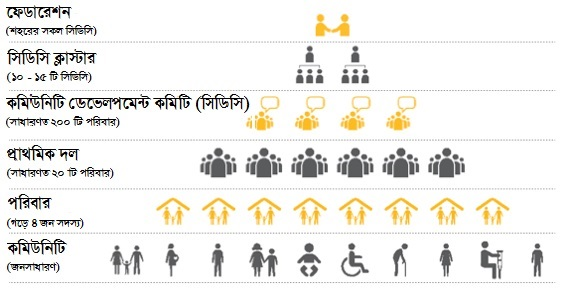 ফেডারেশন
(শহরের সকল সিডিসি)
সিডিসি ক্লাস্টার
(১০ - ১৫ টি সিডিসি)
কমিউনিটি ডেভেলপমেন্ট কমিটি (সিডিসি)
(সাধারণত ২০০ টি পরিবার)
প্রাথমিক দল
(সাধারণত ২০ টি পরিবার)
পরিবার
(গড়ে ৪ জন সদস্য)
কমিউনিটি
(জনসাধারণ)